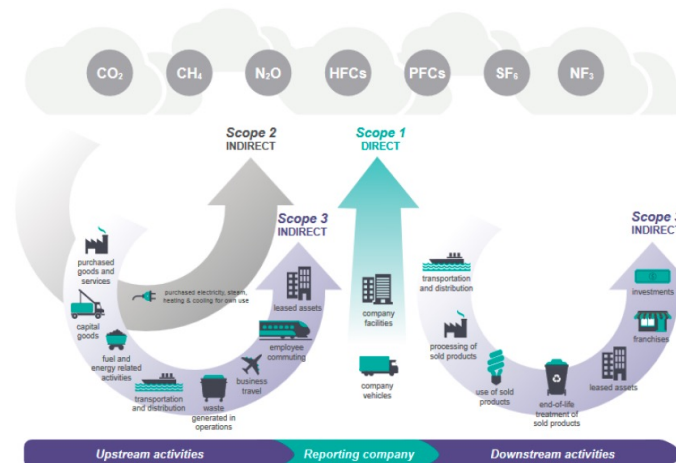 CO₂ CH₄ N₂O HFCs PFCs SF₆ NF₃
Scope 2
INDIRECT
Scope 1
DIRECT
Scope 3
INDIRECT
Scope
INDIRECT
purchased
goods and
services
capital
goods
fuel and
energy related
activities
purchased electricity, steam,
heating & cooling for own use
transportation
and distribution
waste
generated in
operations
business
travel
employee
commuting
leased assets
company
facilities
company
vehicles
transportation
and distribution
processing of
sold products
use of sold
products
end-of-life
treatment of
sold products
leased assets
franchises
investments
Upstream activities
Reporting company
Downstream activities